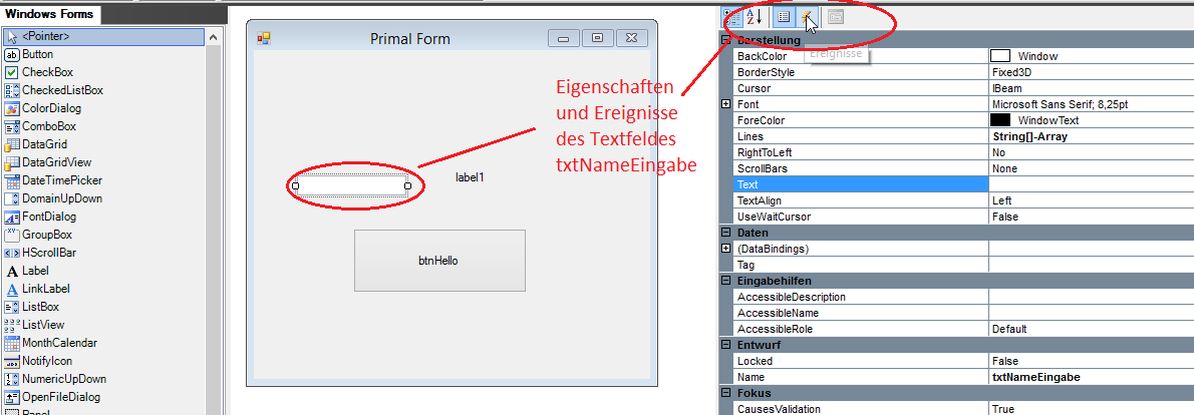 Windows Forms
<Pointer>
Button
CheckBox
CheckedListBox
ColorDialog
ComboBox
DataGrid
DataGridView
DateTimePicker
DomainUpDown
FontDialog
GroupBox
HScrollBar
Label
LinkLabel
ListBox
ListView
MonthCalendar
NotifyIcon
NumericUpDown
OpenFileDialog
Panel
Primal Form
Eigenschaften
und Ereignisse
des Textfeldes
txtNameEingabe
label1
btnHello
Ereignisse
Darstellung
BackColor Window
BorderStyle Fixed3D
Cursor IBeam
Font Microsoft Sans Serif; 8,25pt
ForeColor WindowText
Lines String[]-Array
RightToLeft No
ScrollBars None
Text
TextAlign Left
UseWaitCursor False
Daten
(DataBindings)
Tag
Eingabehilfen
AccessibleDescription
AccessibleName
AccessibleRole Default
Entwurf
Locked False
Name txtNameEingabe
Fokus
CausesValidation True